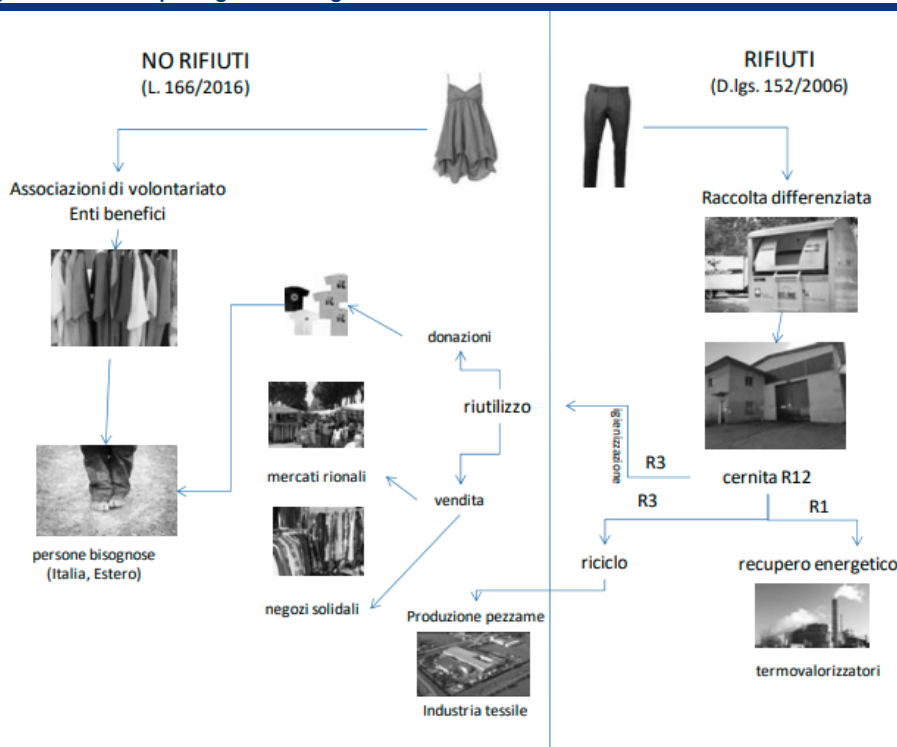 NO RIFIUTI
(L. 166/2016)
RIFIUTI
(D.lgs. 152/2006)
Associazioni di volontariato
Enti benefici
Raccolta differenziata
donazioni
riutilizzo
igienizzazione
R3
cernita R12
mercati rionali
vendita
R3
R1
persone bisognose
(Italia, Estero)
riciclo
recupero energetico
negozi solidali
Produzione pezzame
termovalorizzatori
Industria tessile